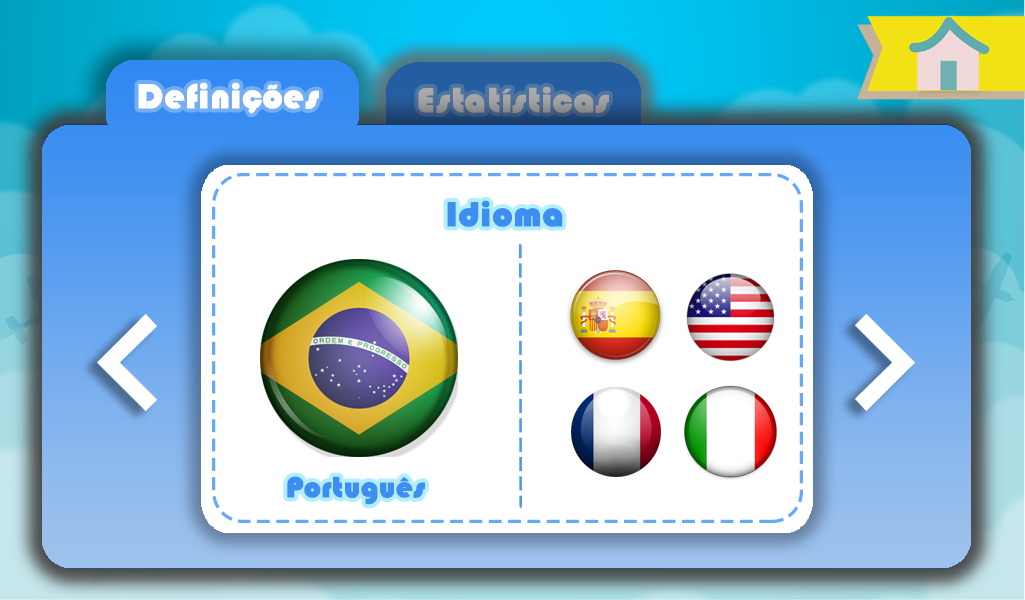 Definições
Estatísticas
Idioma
ORDEM E PROGRESSO
Português